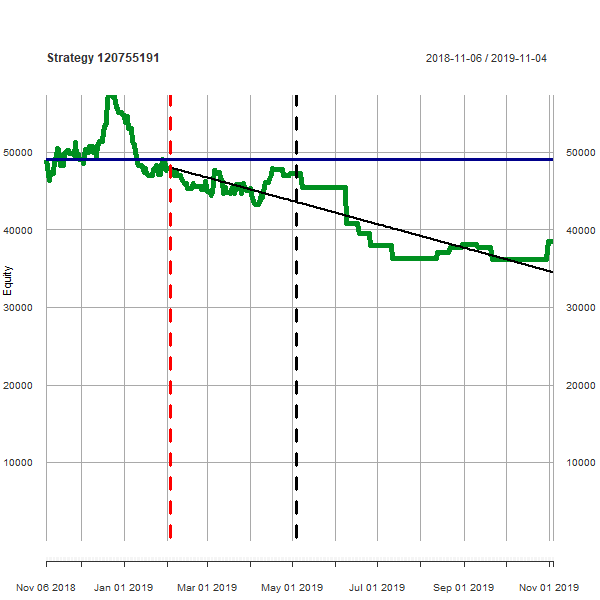 Strategy 120755191
2018-11-06 / 2019-11-04
50000 50000
40000 40000
Equity
30000 30000
20000 20000
10000 10000
Nov 06 2018 Jan 01 2019 Mar 01 2019 May 01 2019 Jul 01 2019 Sep 01 2019 Nov 01 2019